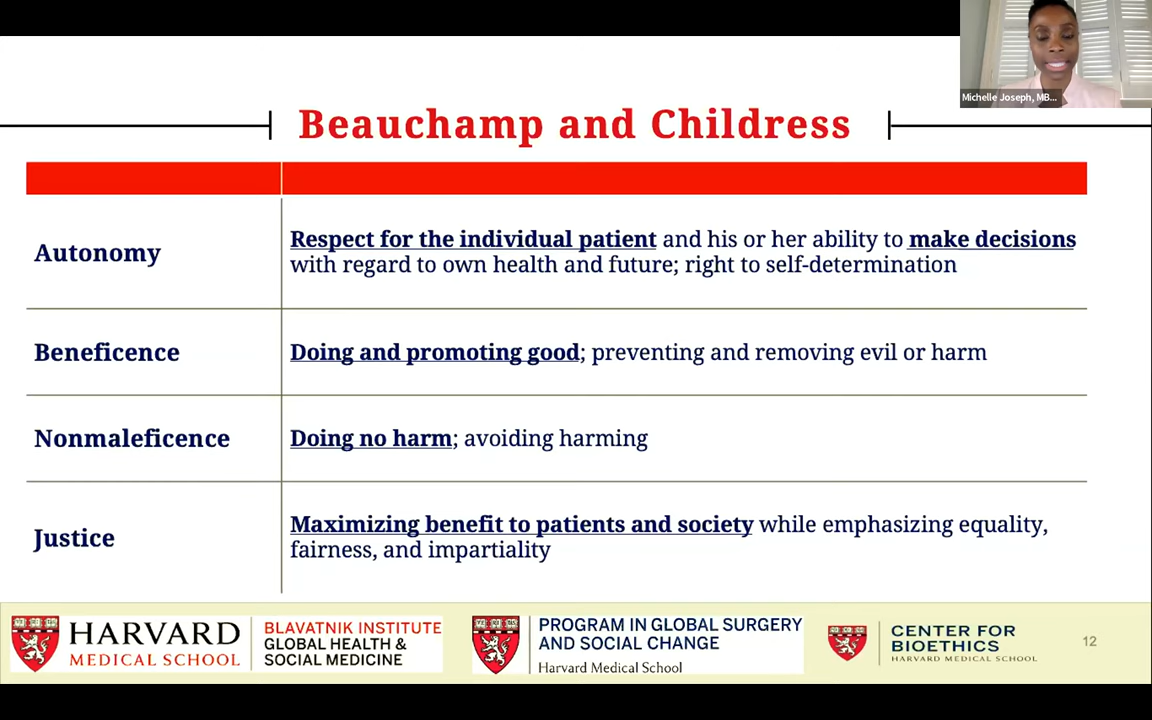 Michelle Joseph, MB...
Beauchamp and Childress
Autonomy
Respect for the individual patient and his or her ability to make decisions
with regard to own health and future; right to self-determination
Beneficence
Doing and promoting good; preventing and removing evil or harm
Nonmaleficence
Doing no harm; avoiding harming
Justice
Maximizing benefit to patients and society while emphasizing equality,
fairness, and impartiality
HARVARD
MEDICAL SCHOOL
BLAVATNIK INSTITUTE
GLOBAL HEALTH &
SOCIAL MEDICINE
PROGRAM IN GLOBAL SURGERY
AND SOCIAL CHANGE
Harvard Medical School
CENTER FOR
BIOETHICS
HARVARD MEDICAL SCHOOL
12